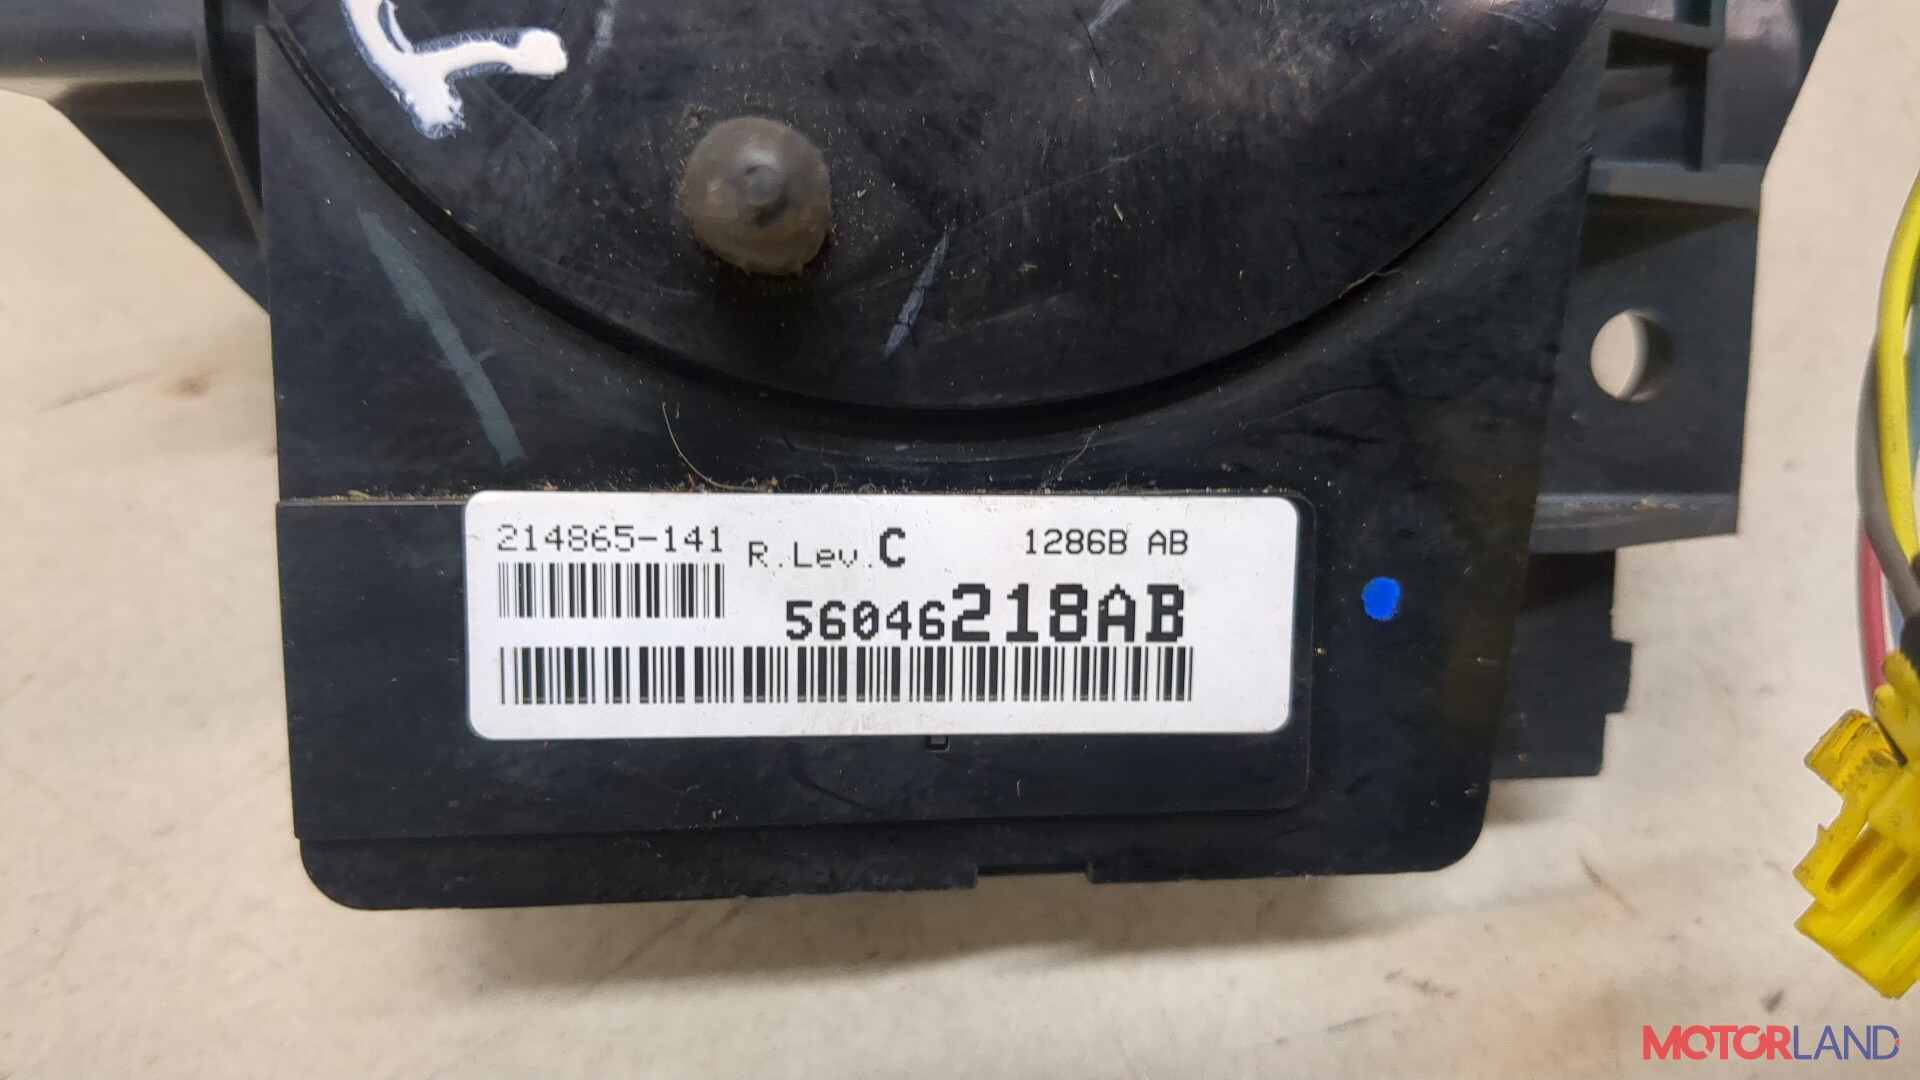 214865-141 R.Lev.C 1286B AB
56046218AB
MOTORLAND